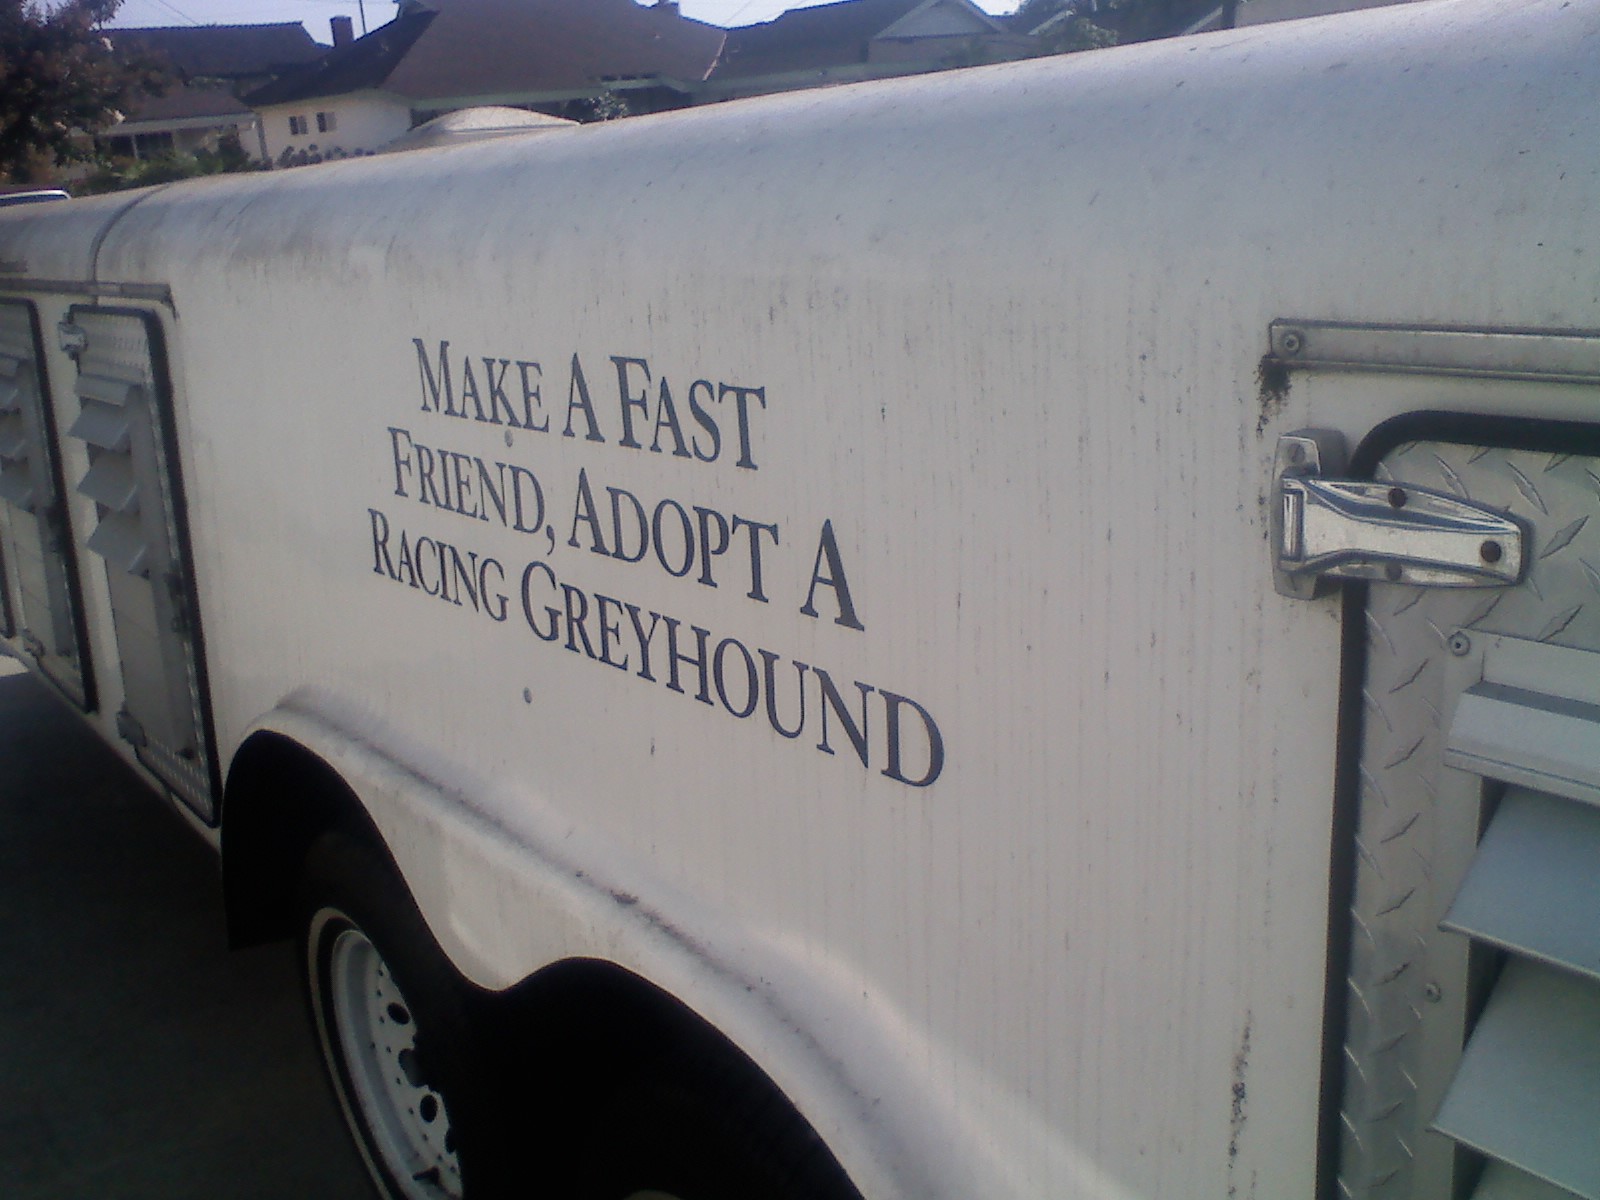 MAKE A FAST
FRIEND, ADOPT A
RACING GREYHOUND